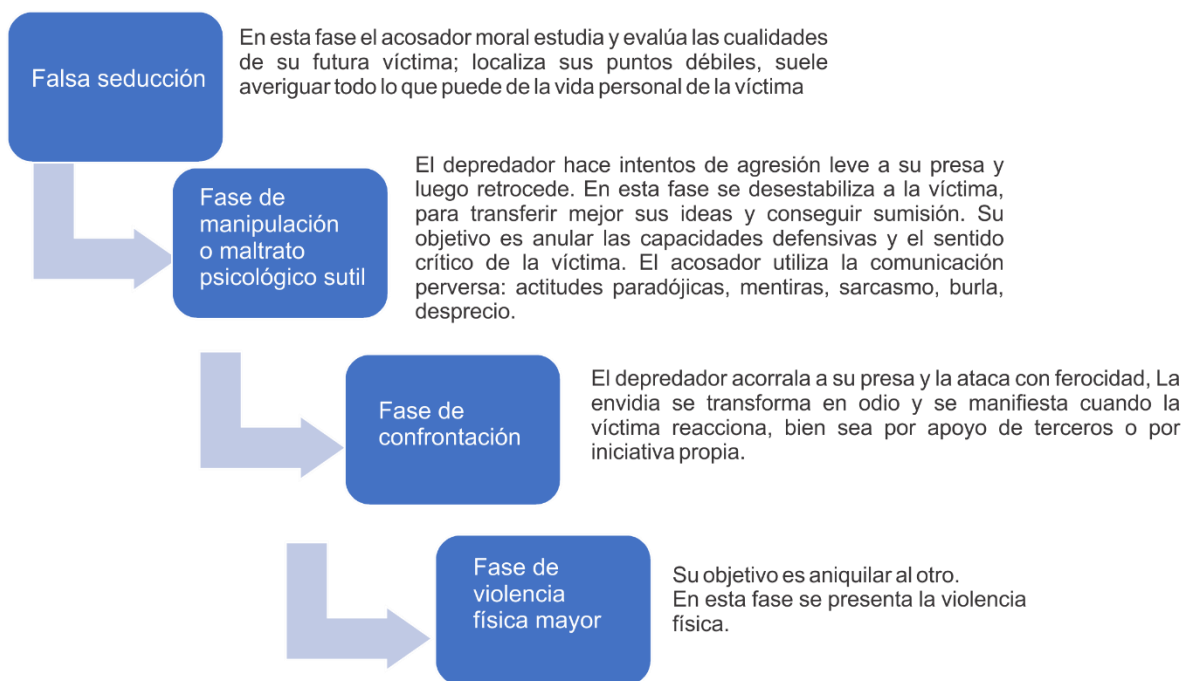 Falsa seducción
En esta fase el acosador moral estudia y evalúa las cualidades
de su futura víctima; localiza sus puntos débiles, suele
averiguar todo lo que puede de la vida personal de la víctima
Fase de
manipulación
o maltrato
psicológico sutil
El depredador hace intentos de agresión leve a su presa y
luego retrocede. En esta fase se desestabiliza a la víctima,
para transferir mejor sus ideas y conseguir sumisión. Su
objetivo es anular las capacidades defensivas y el sentido
crítico de la víctima. El acosador utiliza la comunicación
perversa: actitudes paradójicas, mentiras, sarcasmo, burla,
desprecio.
Fase de
confrontación
El depredador acorrala a su presa y la ataca con ferocidad, La
envidia se transforma en odio y se manifiesta cuando la
víctima reacciona, bien sea por apoyo de terceros o por
iniciativa propia.
Fase de
violencia
física mayor
Su objetivo es aniquilar al otro.
En esta fase se presenta la violencia
física.